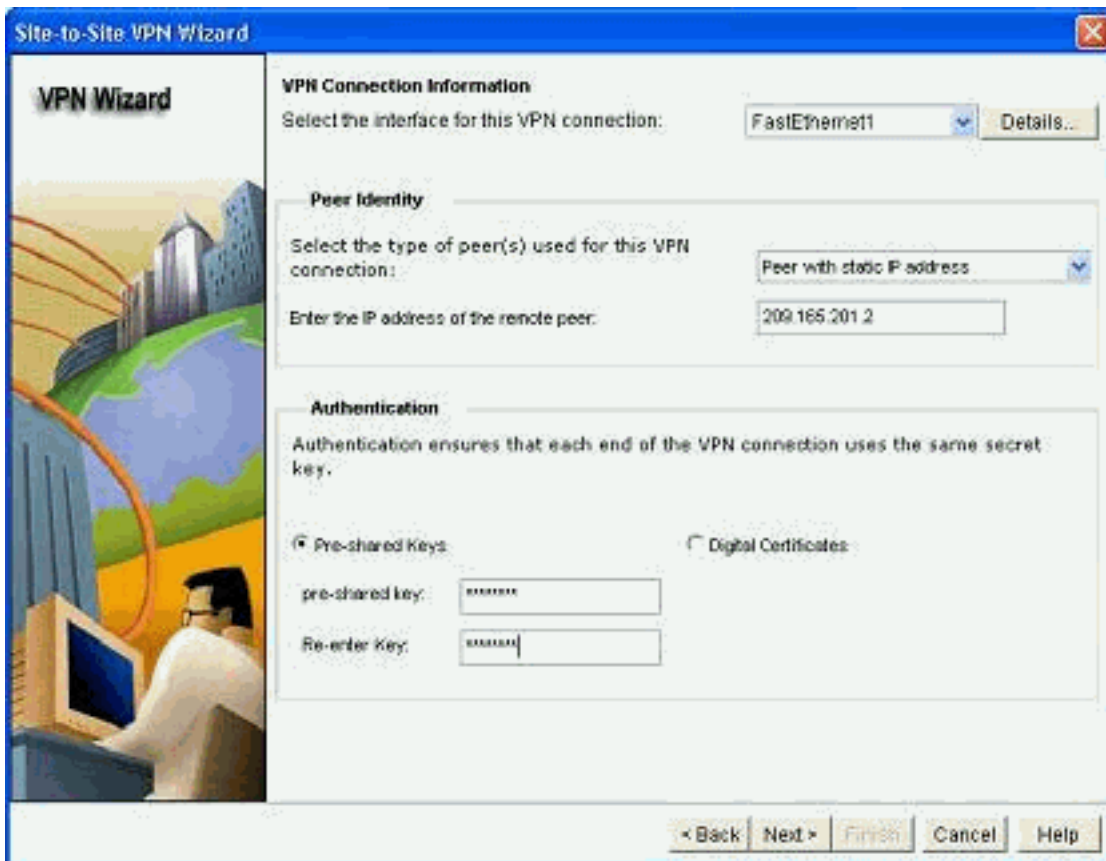 Site-to-Site VPN Wizard
VPN Wizard
VPN Connection Information
Select the interface for this VPN connection:
FastEthernet1
Details...
Peer Identity
Select the type of peer(s) used for this VPN
connection:
Peer with static IP address
Enter the IP address of the remote peer:
209.165.201.2
Authentication
Authentication ensures that each end of the VPN connection uses the same secret
key.
Pre-shared Keys
Digital Certificates
pre-shared key:
********
Re-enter Key:
********
< Back
Next >
Finish
Cancel
Help